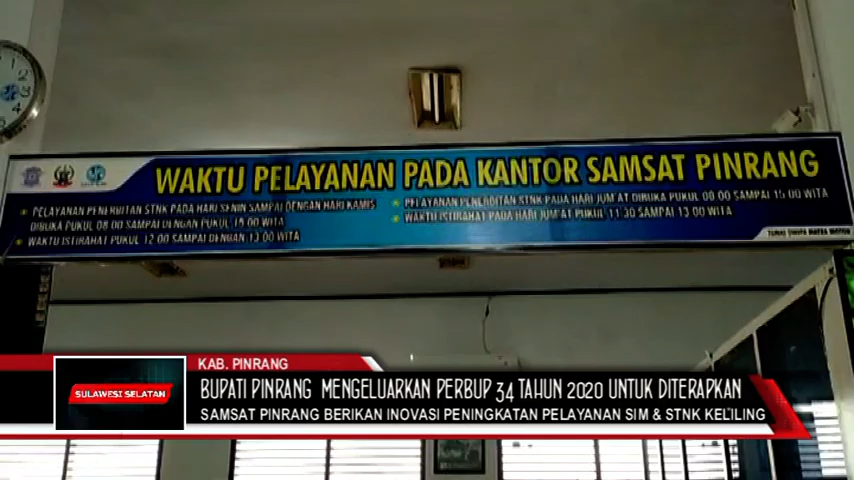 WAKTU PELAYANAN PADA KANTOR SAMSAT PINRANG
PELAYANAN PENERBITAN STNK PADA HARI SENIN SAMPAI DENGAN HARI KAMIS
DIBUKA PUKUL 08.00 SAMPAI DENGAN PUKUL 15.00 WITA
WAKTU ISTIRAHAT PUKUL 12.00 SAMPAI DENGAN 13.00 WITA
PELAYANAN PENERBITAN STNK PADA HARI JUM'AT DIBUKA PUKUL 08.00 SAMPAI 15.00 WITA
WAKTU ISTIRAHAT PADA HARI JUM'AT PUKUL 11.30 SAMPAI 13.00 WITA
KAB. PINRANG
SULAWESI SELATAN
BUPATI PINRANG MENGELUARKAN PERBUP 34 TAHUN 2020 UNTUK DITERAPKAN
SAMSAT PINRANG BERIKAN INOVASI PENINGKATAN PELAYANAN SIM & STNK KELILING